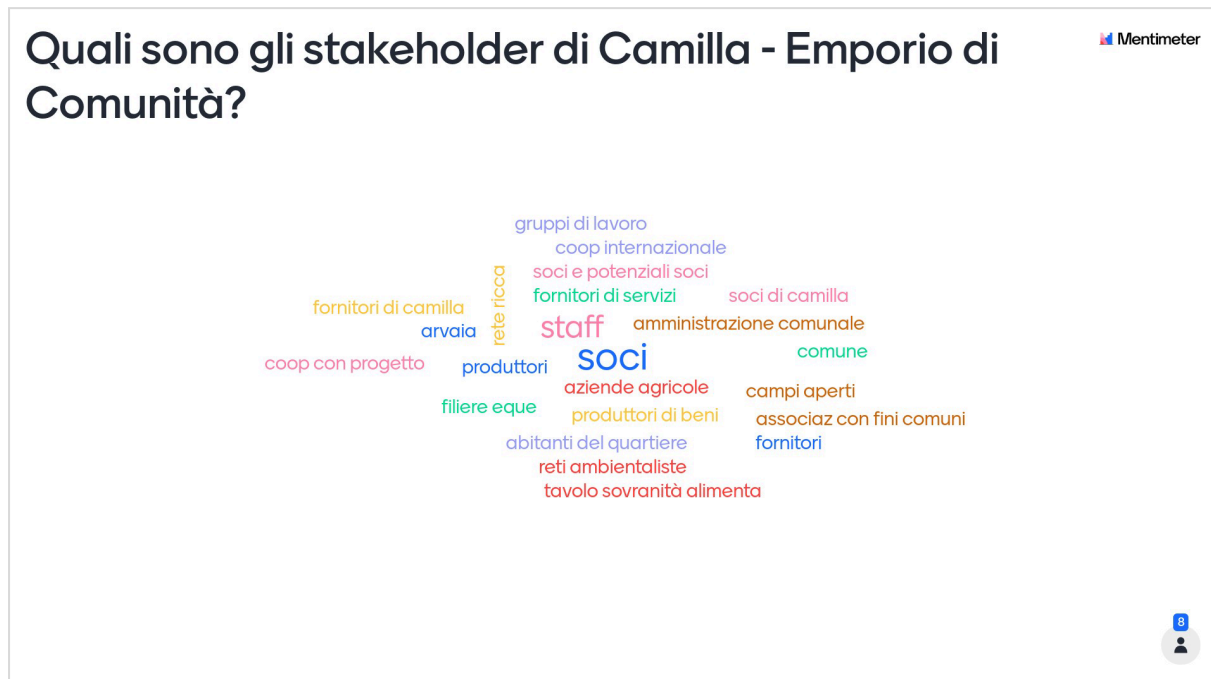 Quali sono gli stakeholder di Camilla - Emporio di
Comunità?
Mentimeter
gruppi di lavoro
coop internazionale
soci e potenziali soci
fornitori di servizi
soci di camilla
fornitori di camilla
rete ricca
staff
amministrazione comunale
arvaia
soci
comune
coop con progetto
produttori
aziende agricole
campi aperti
filiere eque
produttori di beni
associaz con fini comuni
abitanti del quartiere
fornitori
reti ambientaliste
tavolo sovranità alimenta
8